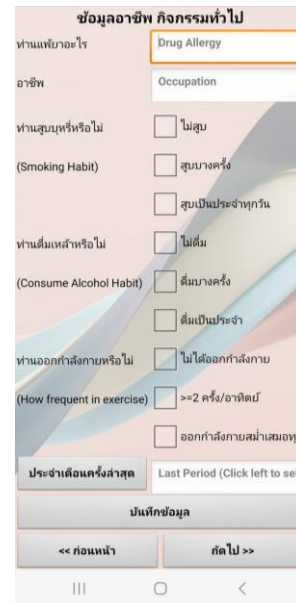 ข้อมูลอาชีพ กิจกรรมทั่วไป
ท่านแพ้ยาอะไร Drug Allergy
อาชีพ Occupation
ท่านสูบบุหรี่หรือไม่ ไม่สูบ
(Smoking Habit) สูบบางครั้ง
สูบเป็นประจำทุกวัน
ท่านดื่มเหล้าหรือไม่ ไม่ดื่ม
(Consume Alcohol Habit) ดื่มบางครั้ง
ดื่มเป็นประจำ
ท่านออกกำลังกายหรือไม่ ไม่ได้ออกกำลังกาย
(How frequent in exercise) >=2 ครั้ง/อาทิตย์
ออกกำลังกายสม่ำเสมอทุ
ประจำเดือนครั้งล่าสุด Last Period (Click left to sel
บันทึกข้อมูล
<< ก่อนหน้า ถัดไป >>